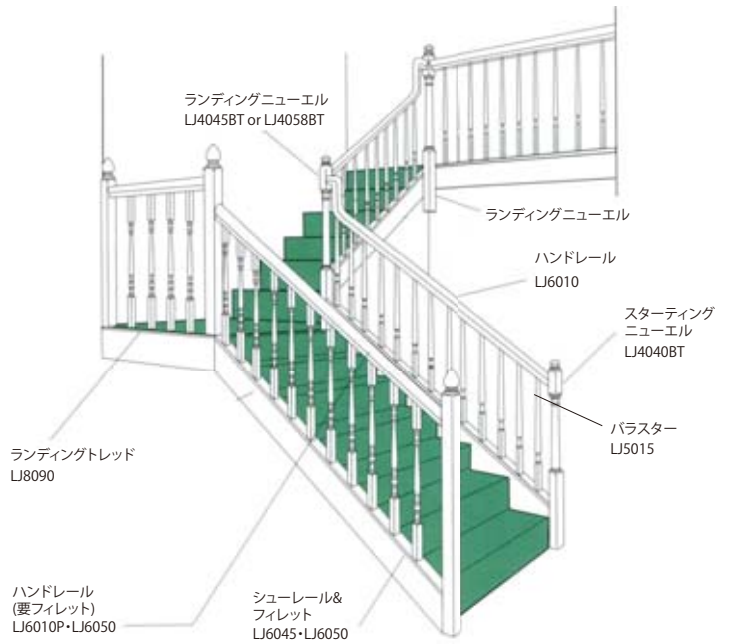 ランディングニューエル
LJ4045BT or LJ4058BT
ランディングニューエル
ハンドレール
LJ6010
スターティング
ニューエル
LJ4040BT
バラスター
LJ5015
ランディングトレッド
LJ8090
ハンドレール
(要フィレット)
LJ6010P・LJ6050
シューレール&
フィレット
LJ6045・LJ6050